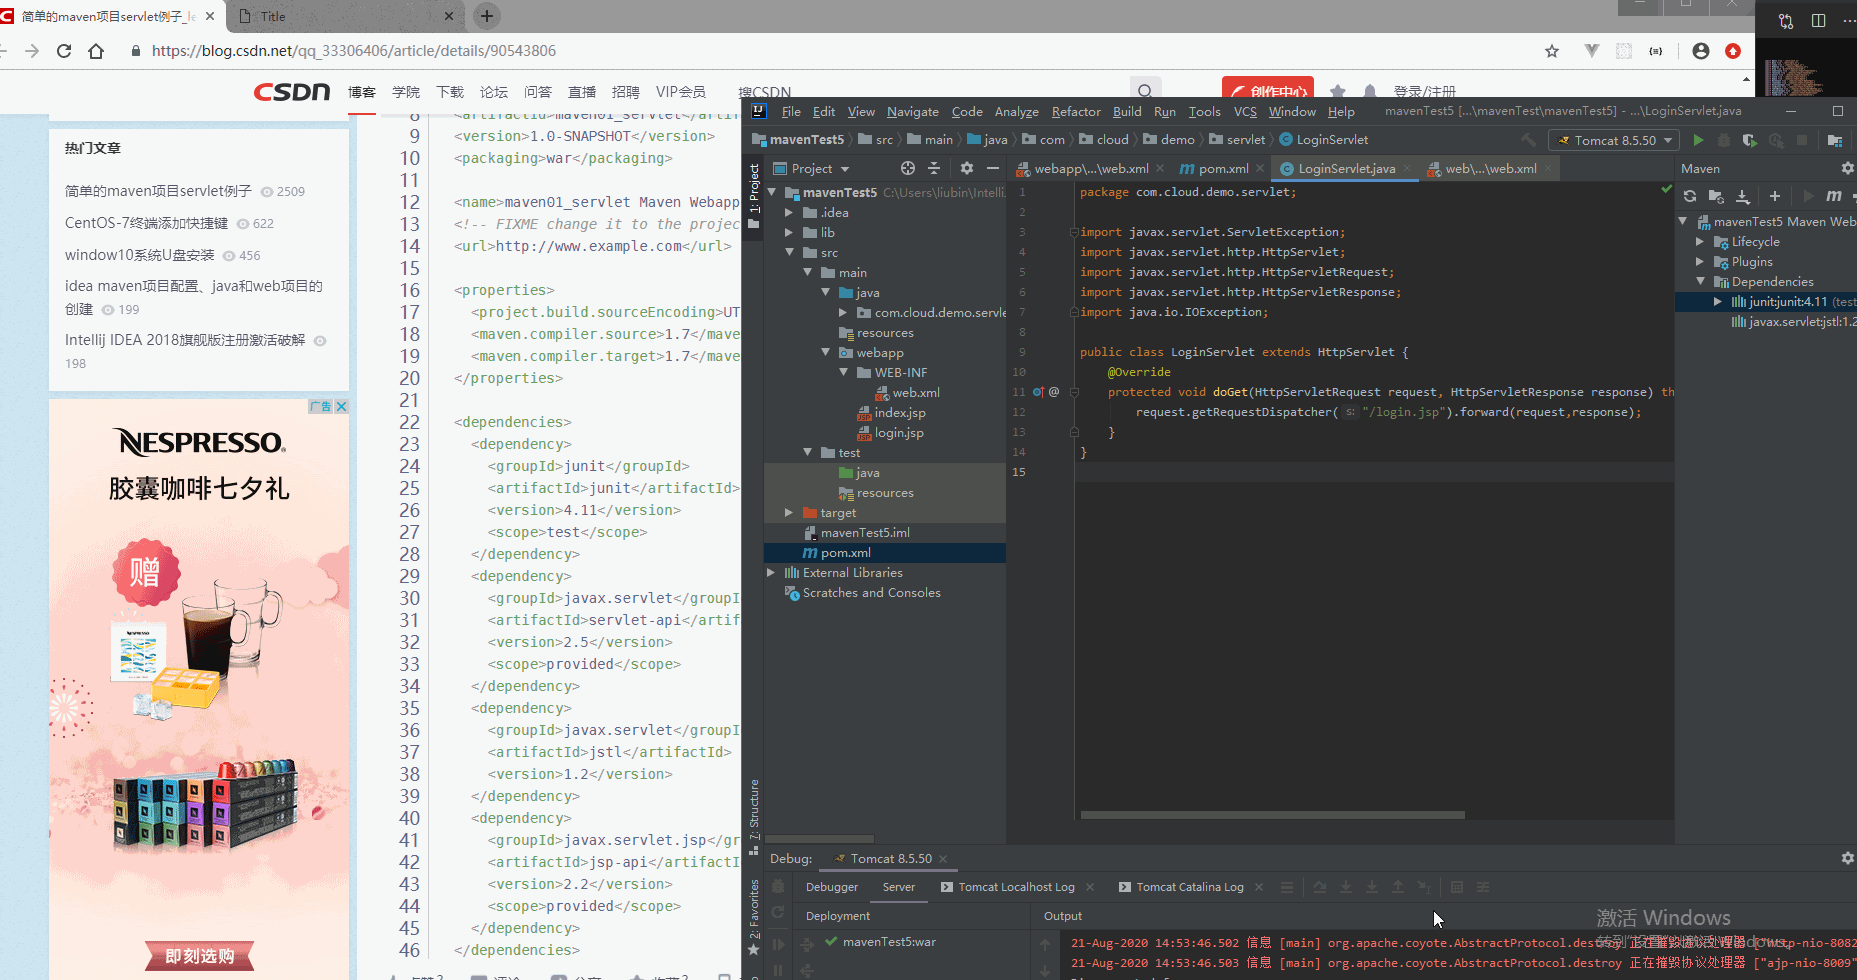 简单的maven项目servlet例子_le
Title
https://blog.csdn.net/qq_33306406/article/details/90543806
CSDN 博客 学院 下载 论坛 问答 直播 招聘 VIP会员 搜CSDN 创作中心 登录/注册
热门文章
简单的maven项目servlet例子 2509
CentOS-7终端添加快捷键 622
window10系统U盘安装 456
idea maven项目配置、java和web项目的
创建 199
Intellij IDEA 2018旗舰版注册激活破解
198
广告
NESPRESSO.
胶囊咖啡七夕礼
赠
NESPRESSO
即刻选购
8 <artifactId>maven01_servlet</artif
9 <version>1.0-SNAPSHOT</version>
10 <packaging>war</packaging>
11
12 <name>maven01_servlet Maven Webapp
13 <!-- FIXME change it to the projec
14 <url>http://www.example.com</url>
15
16 <properties>
17 <project.build.sourceEncoding>UT
18 <maven.compiler.source>1.7</mave
19 <maven.compiler.target>1.7</mave
20 </properties>
21
22 <dependencies>
23 <dependency>
24 <groupId>junit</groupId>
25 <artifactId>junit</artifactId>
26 <version>4.11</version>
27 <scope>test</scope>
28 </dependency>
29 <dependency>
30 <groupId>javax.servlet</groupI
31 <artifactId>servlet-api</artif
32 <version>2.5</version>
33 <scope>provided</scope>
34 </dependency>
35 <dependency>
36 <groupId>javax.servlet</groupI
37 <artifactId>jstl</artifactId>
38 <version>1.2</version>
39 </dependency>
40 <dependency>
41 <groupId>javax.servlet.jsp</gr
42 <artifactId>jsp-api</artifactI
43 <version>2.2</version>
44 <scope>provided</scope>
45 </dependency>
46 </dependencies>
File Edit View Navigate Code Analyze Refactor Build Run Tools VCS Window Help mavenTest5 [...\mavenTest\mavenTest5] - ...\LoginServlet.java
mavenTest5 src main java com cloud demo servlet LoginServlet
Tomcat 8.5.50
1: Project
7: Structure
2: Favorites
Project
mavenTest5 C:\Users\liubin\Intelli.
.idea
lib
src
main
java
com.cloud.demo.servle
resources
webapp
WEB-INF
web.xml
index.jsp
login.jsp
test
java
resources
target
mavenTest5.iml
pom.xml
External Libraries
Scratches and Consoles
webapp\...\web.xml pom.xml LoginServlet.java web\...\web.xml
1 package com.cloud.demo.servlet;
2
3 import javax.servlet.ServletException;
4 import javax.servlet.http.HttpServlet;
5 import javax.servlet.http.HttpServletRequest;
6 import javax.servlet.http.HttpServletResponse;
7 import java.io.IOException;
8
9 public class LoginServlet extends HttpServlet {
10 @Override
11 @ protected void doGet(HttpServletRequest request, HttpServletResponse response) th
12 request.getRequestDispatcher( s: "/login.jsp").forward(request,response);
13 }
14 }
15
Maven
mavenTest5 Maven Web
Lifecycle
Plugins
Dependencies
junit:junit:4.11 (test
javax.servlet:jstl:1.2
Debug: Tomcat 8.5.50
Debugger Server Tomcat Localhost Log Tomcat Catalina Log
Deployment Output
mavenTest5:war
激活 Windows
21-Aug-2020 14:53:46.502 信息 [main] org.apache.coyote.AbstractProtocol.destroy 正在摧毁协议处理器 ["http-nio-8082
21-Aug-2020 14:53:46.503 信息 [main] org.apache.coyote.AbstractProtocol.destroy 正在摧毁协议处理器 ["ajp-nio-8009"